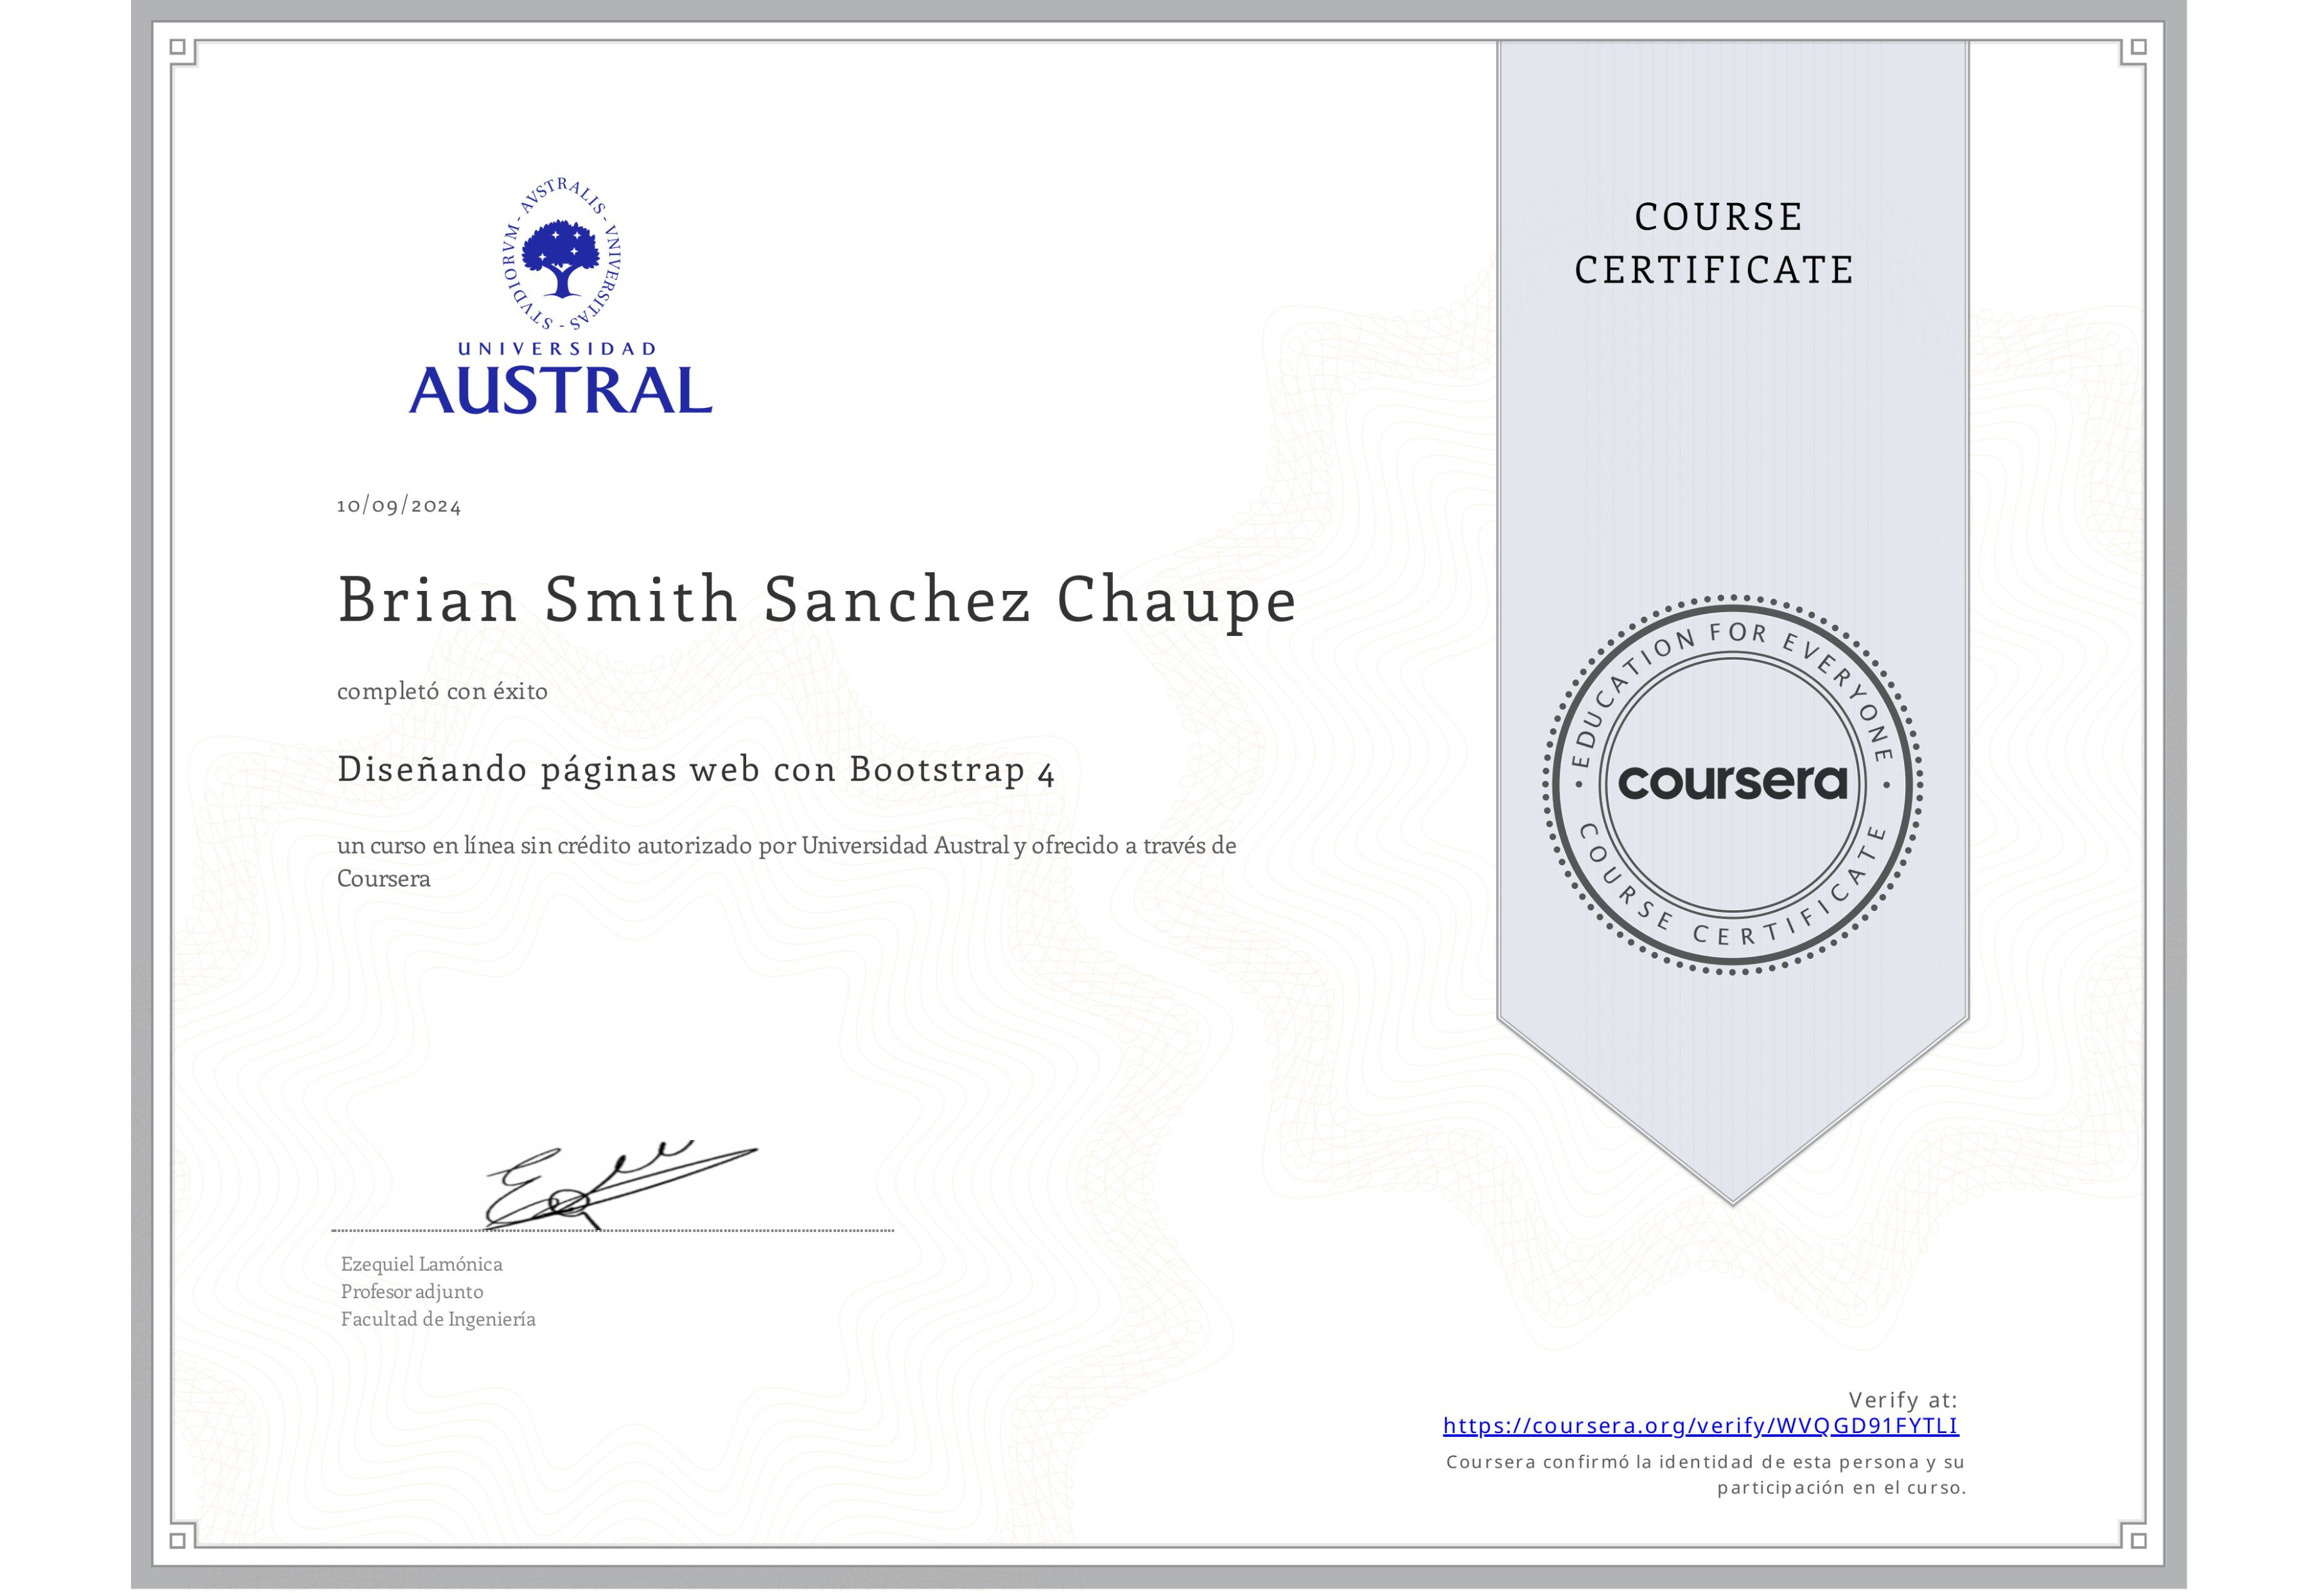 AVSTRALIS - VNIVERSITAS - STVDIORVM -
UNIVERSIDAD
AUSTRAL
10/09/2024
Brian Smith Sanchez Chaupe
completó con éxito
Diseñando páginas web con Bootstrap 4
un curso en línea sin crédito autorizado por Universidad Austral y ofrecido a través de
Coursera
Ezequiel Lamónica
Profesor adjunto
Facultad de Ingeniería
COURSE
CERTIFICATE
EDUCATION FOR EVERYONE
coursera
COURSE CERTIFICATE
Verify at:
https://coursera.org/verify/WVQGD91FYTLI
Coursera confirmó la identidad de esta persona y su
participación en el curso.